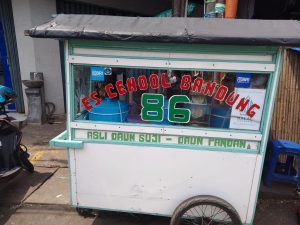 ES CENDOL BANDUNG
86
ASLI DAUN SUJI - DAUN PANDAN